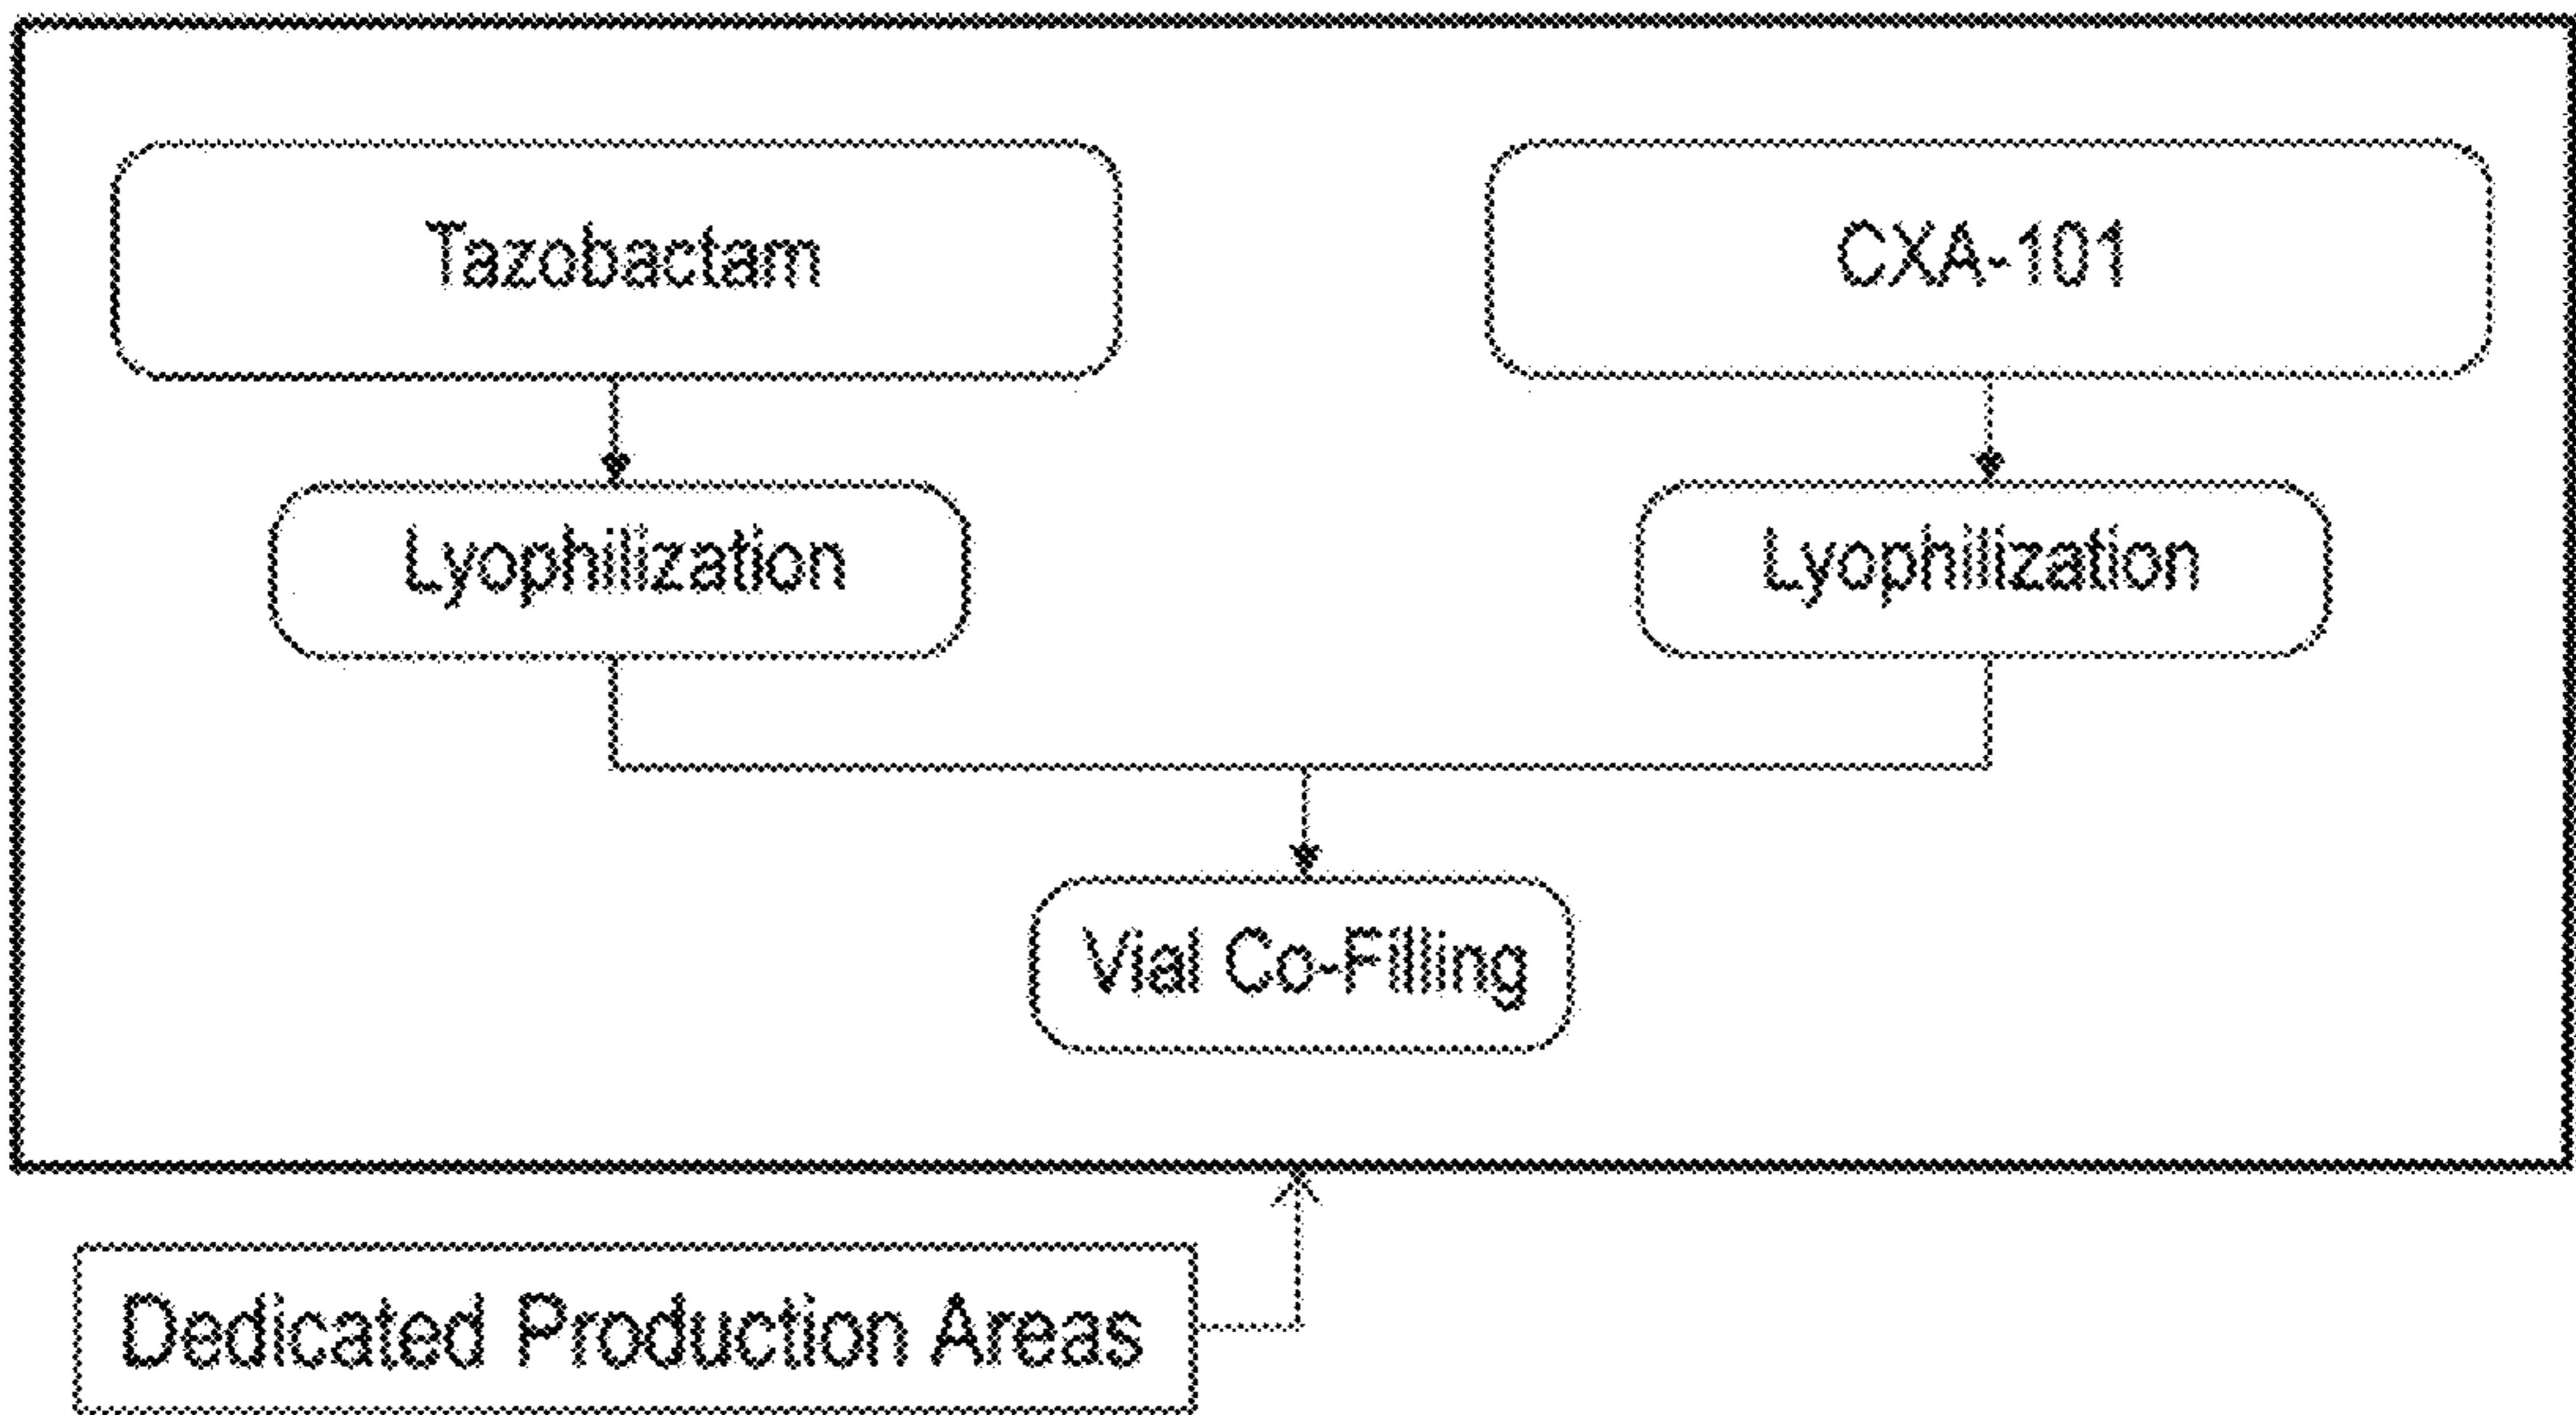 Tazobactam
CXA-101
Lyophilization
Lyophilization
Vial Co-Filling
Dedicated Production Areas